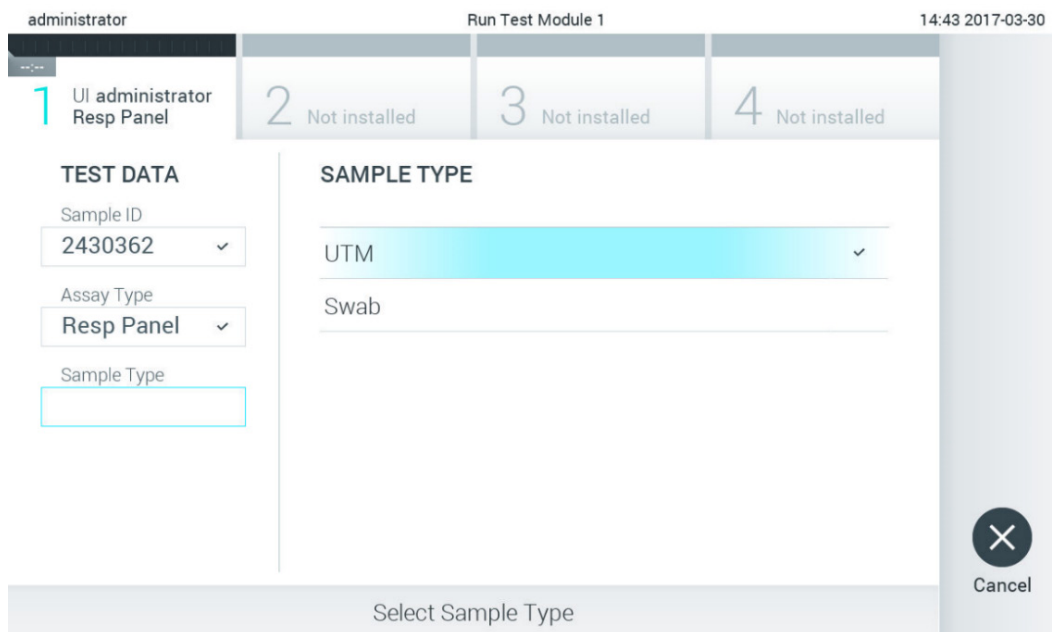 administrator
Run Test Module 1
14:43 2017-03-30
--:--
1
UI administrator
Resp Panel
2 Not installed
3 Not installed
4 Not installed
TEST DATA
Sample ID
2430362
Assay Type
Resp Panel
Sample Type
SAMPLE TYPE
UTM
Swab
Cancel
Select Sample Type